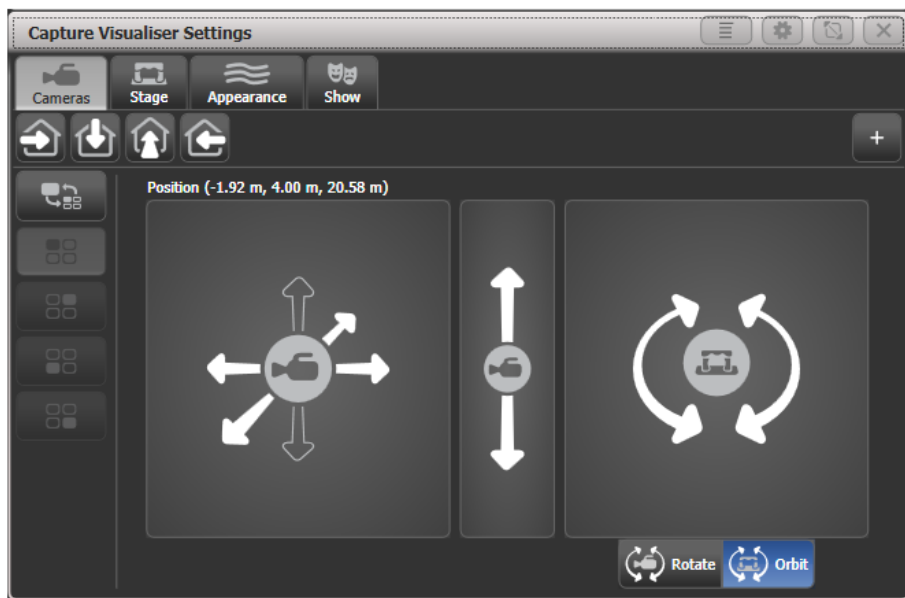 Capture Visualiser Settings
Cameras
Stage
Appearance
Show
+
Position (-1.92 m, 4.00 m, 20.58 m)
Rotate
Orbit